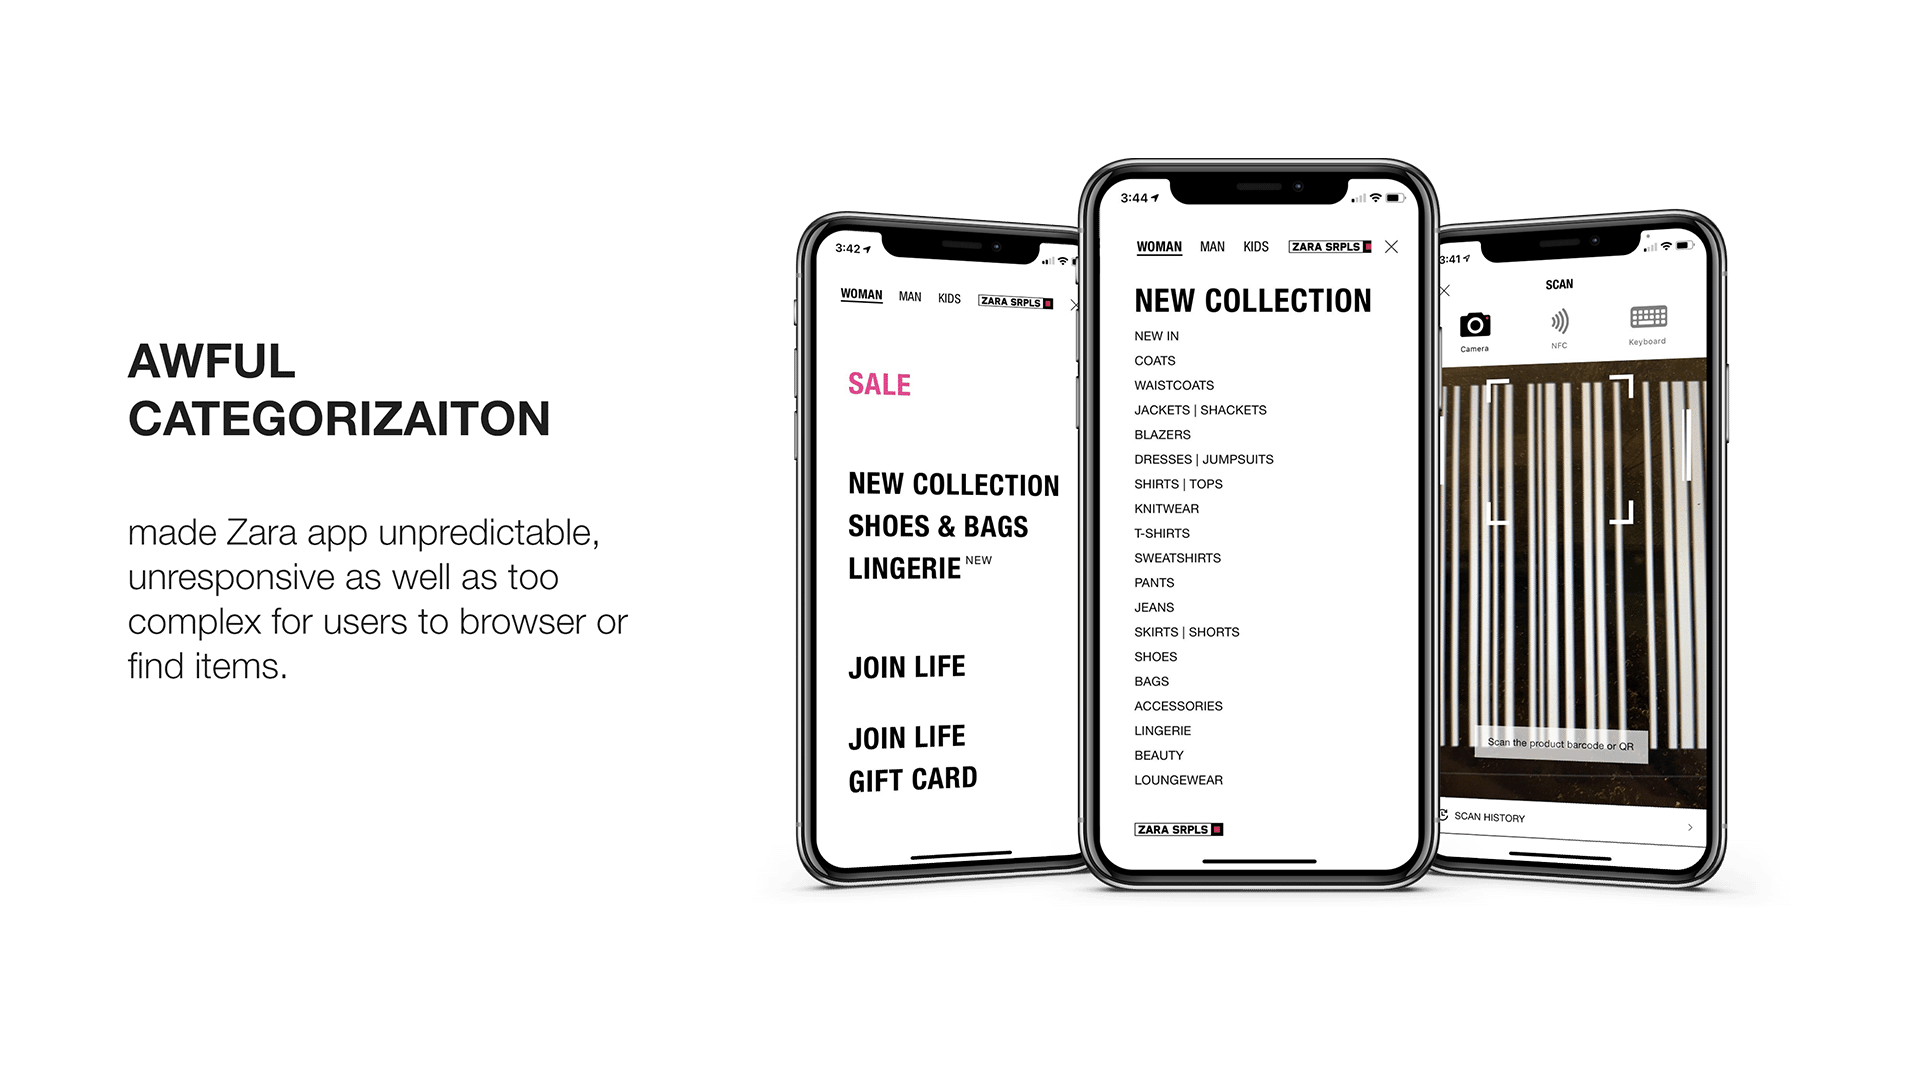 AWFUL
CATEGORIZAITON
made Zara app unpredictable,
unresponsive as well as too
complex for users to browser or
find items.
3:42
WOMAN MAN KIDS ZARA SRPLS
SALE
NEW COLLECTION
SHOES & BAGS
LINGERIE NEW
JOIN LIFE
JOIN LIFE
GIFT CARD
3:44
WOMAN MAN KIDS ZARA SRPLS
NEW COLLECTION
NEW IN
COATS
WAISTCOATS
JACKETS | SHACKETS
BLAZERS
DRESSES | JUMPSUITS
SHIRTS | TOPS
KNITWEAR
T-SHIRTS
SWEATSHIRTS
PANTS
JEANS
SKIRTS | SHORTS
SHOES
BAGS
ACCESSORIES
LINGERIE
BEAUTY
LOUNGEWEAR
ZARA SRPLS
3:41
SCAN
Camera NFC Keyboard
Scan the product barcode or QR
SCAN HISTORY